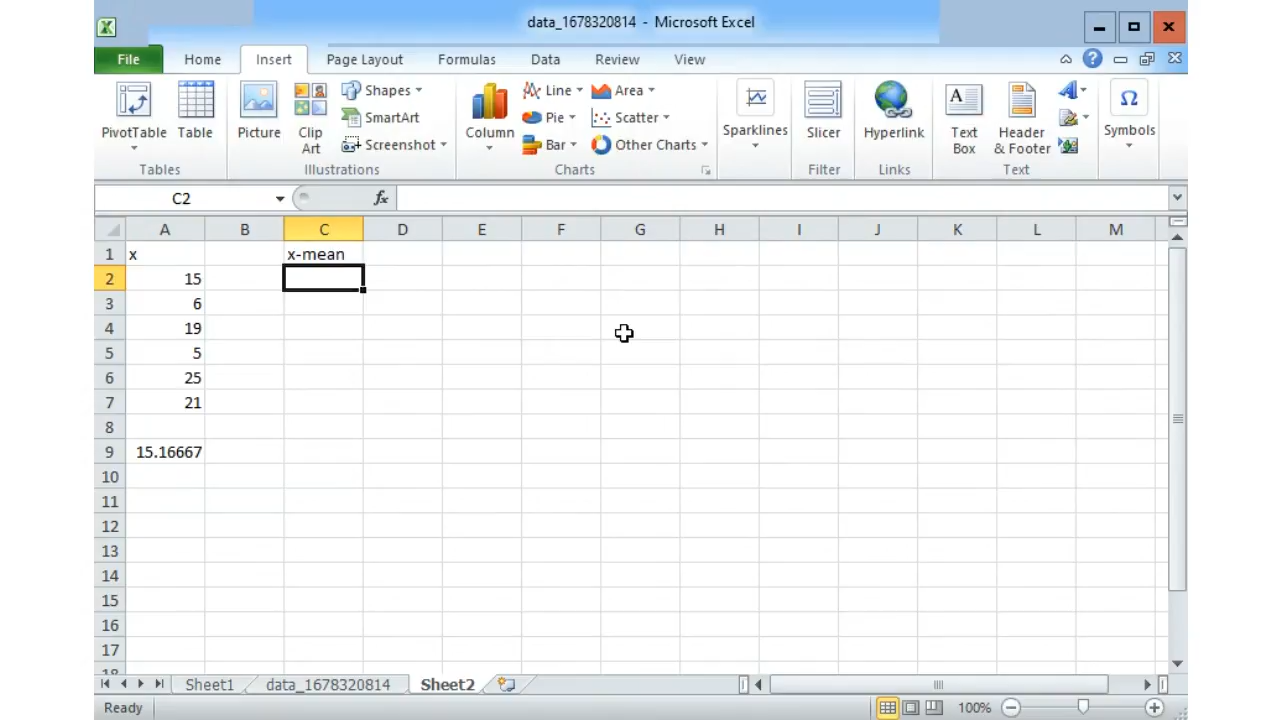 data_1678320814 - Microsoft Excel
File Home Insert Page Layout Formulas Data Review View
PivotTable
Table
Picture
Clip
Art
Shapes
SmartArt
Screenshot
Column
Line
Pie
Bar
Area
Scatter
Other Charts
Sparklines
Slicer
Hyperlink
Text
Box
Header
& Footer
Symbols
Tables Illustrations Charts Filter Links Text
C2 fx
A B C D E F G H I J K L M
1 x x-mean
2 15
3 6
4 19
5 5
6 25
7 21
8
9 15.16667
10
11
12
13
14
15
16
17
18
Sheet1 data_1678320814 Sheet2
Ready 100%